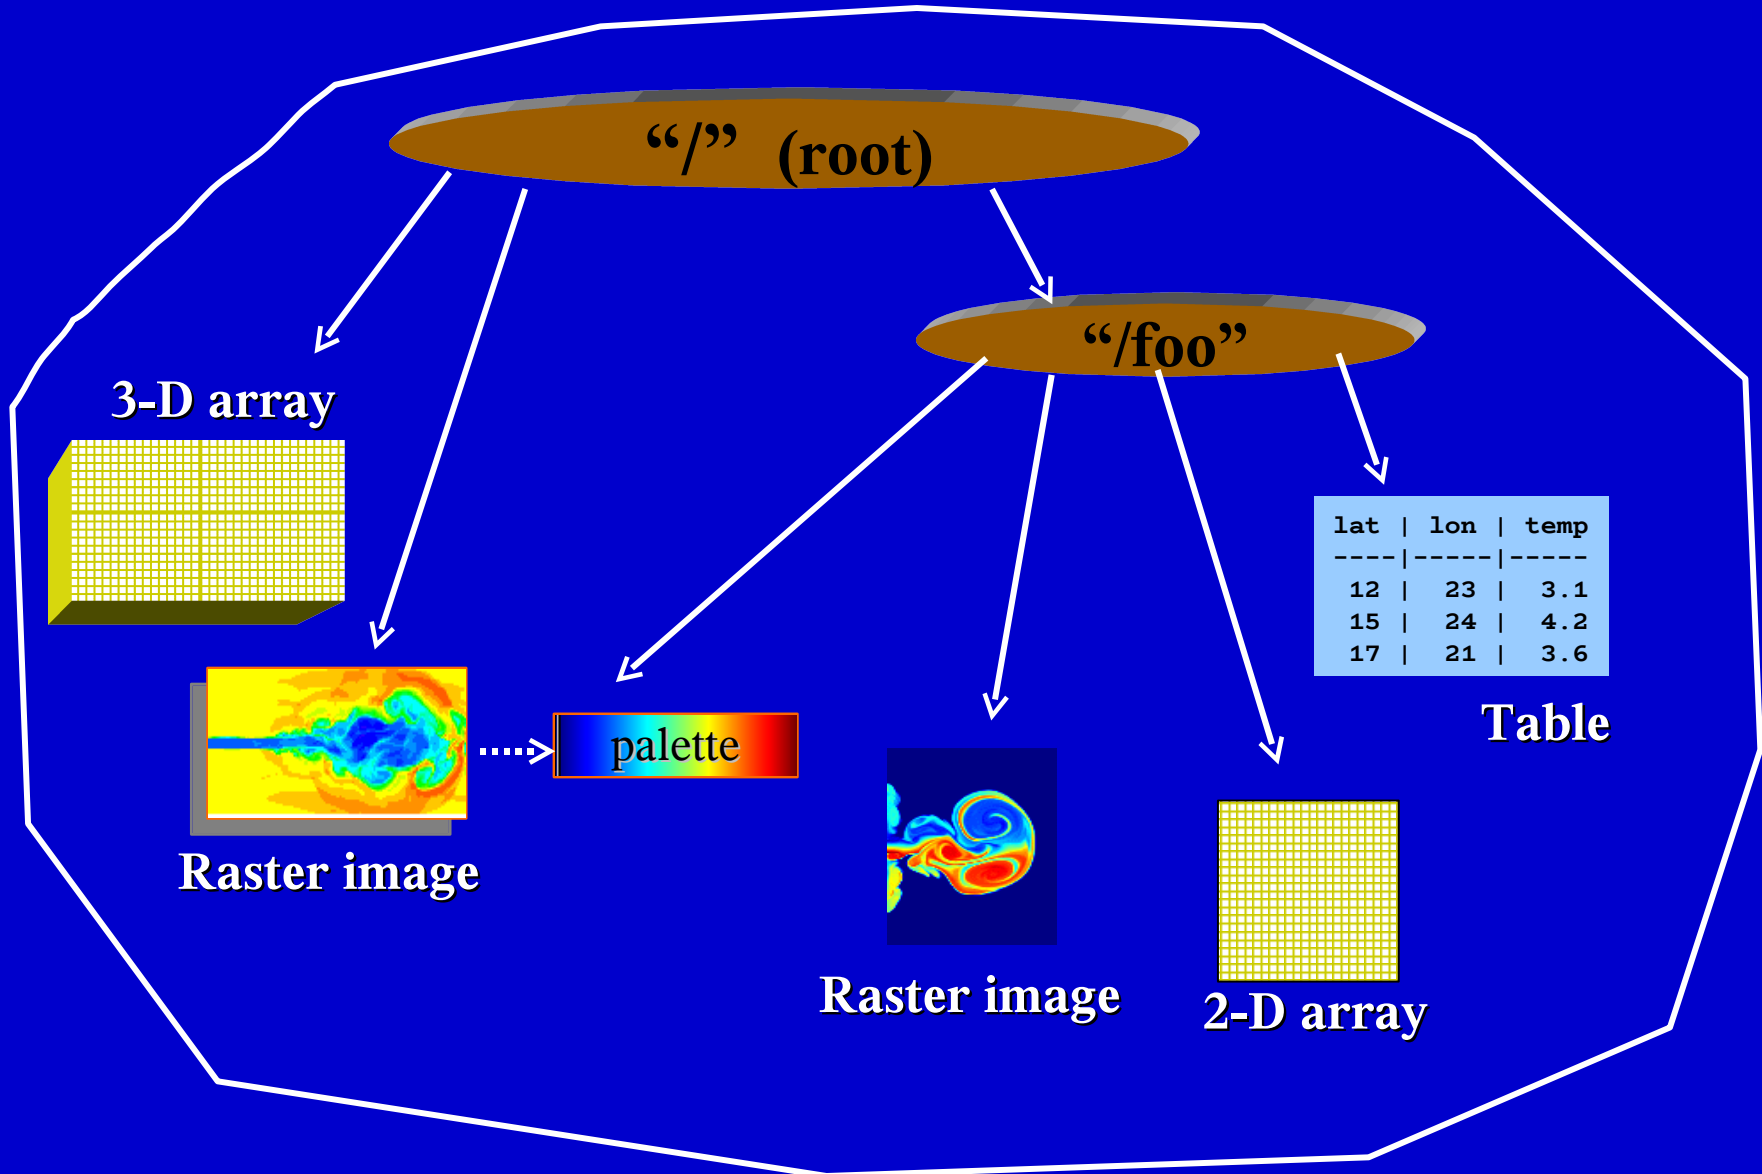 “/” (root)
“/foo”
3-D array
lat | lon | temp
----|-----|-----
12 | 23 | 3.1
15 | 24 | 4.2
17 | 21 | 3.6
Table
palette
Raster image
Raster image
2-D array